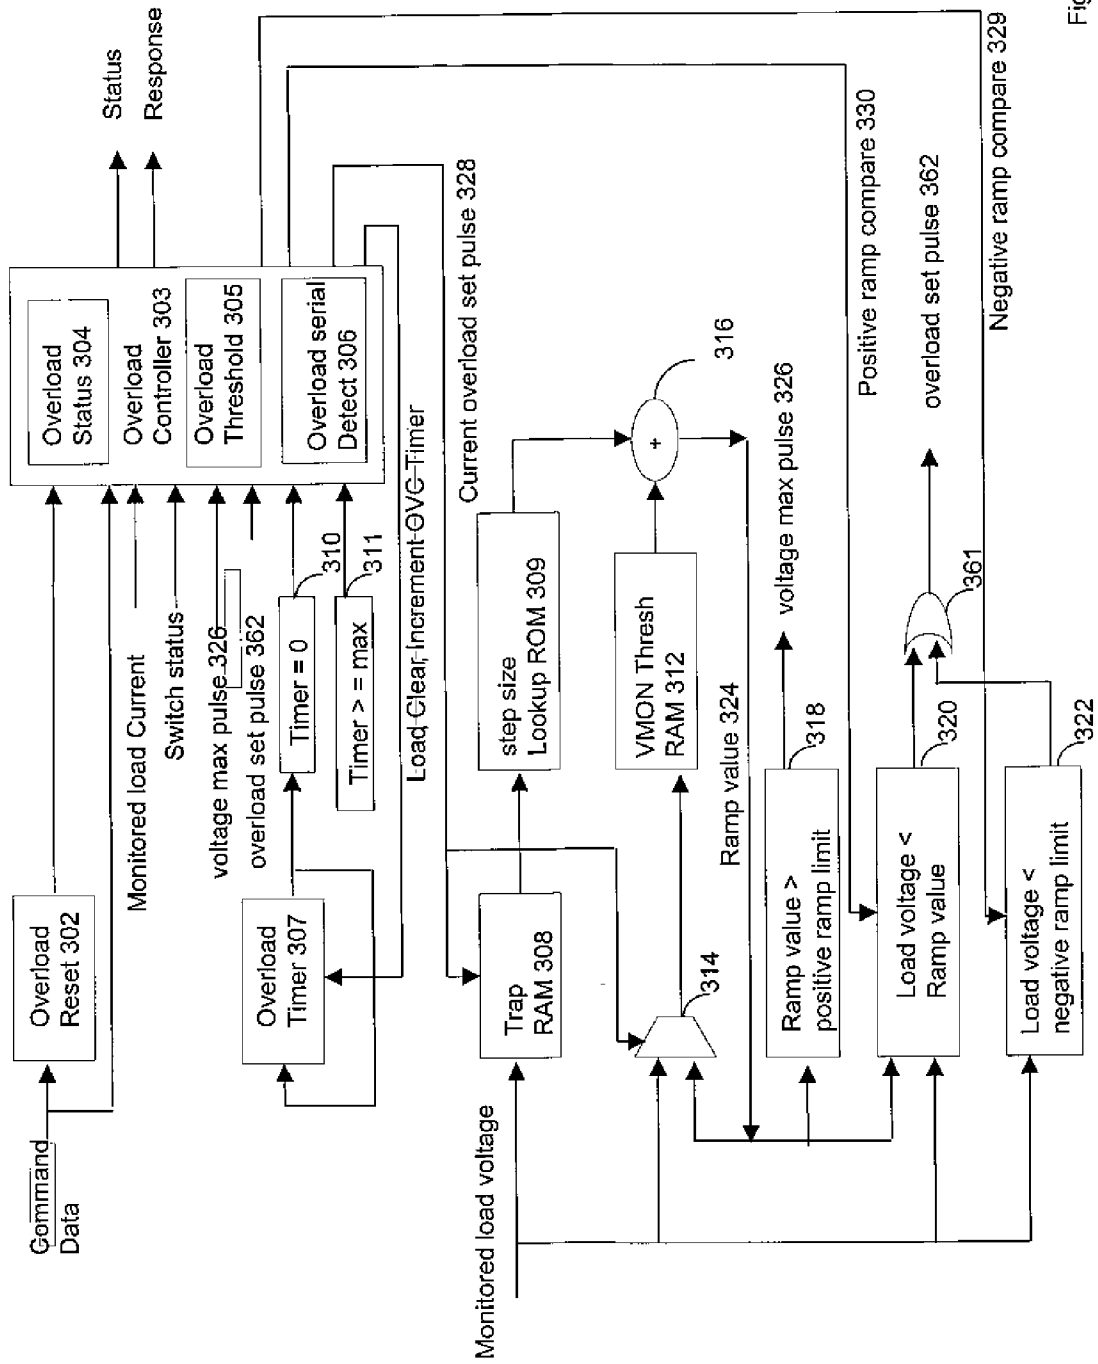 Command
Data
Overload
Reset 302
Overload
Status 304
Overload
Controller 303
Overload
Threshold 305
Overload serial
Detect 306
Status
Response
Monitored load Current
Switch status
voltage max pulse 326
overload set pulse 362
Overload
Timer 307
Timer = 0
310
Timer > = max
311
Load, Clear, Increment OVC Timer
Current overload set pulse 328
Monitored load voltage
Trap
RAM 308
step size
Lookup ROM 309
314
VMON Thresh
RAM 312
+
316
Ramp value 324
Ramp value >
positive ramp limit
318
voltage max pulse 326
Positive ramp compare 330
Load voltage <
Ramp value
320
361
overload set pulse 362
Load voltage <
negative ramp limit
322
Negative ramp compare 329
Fig